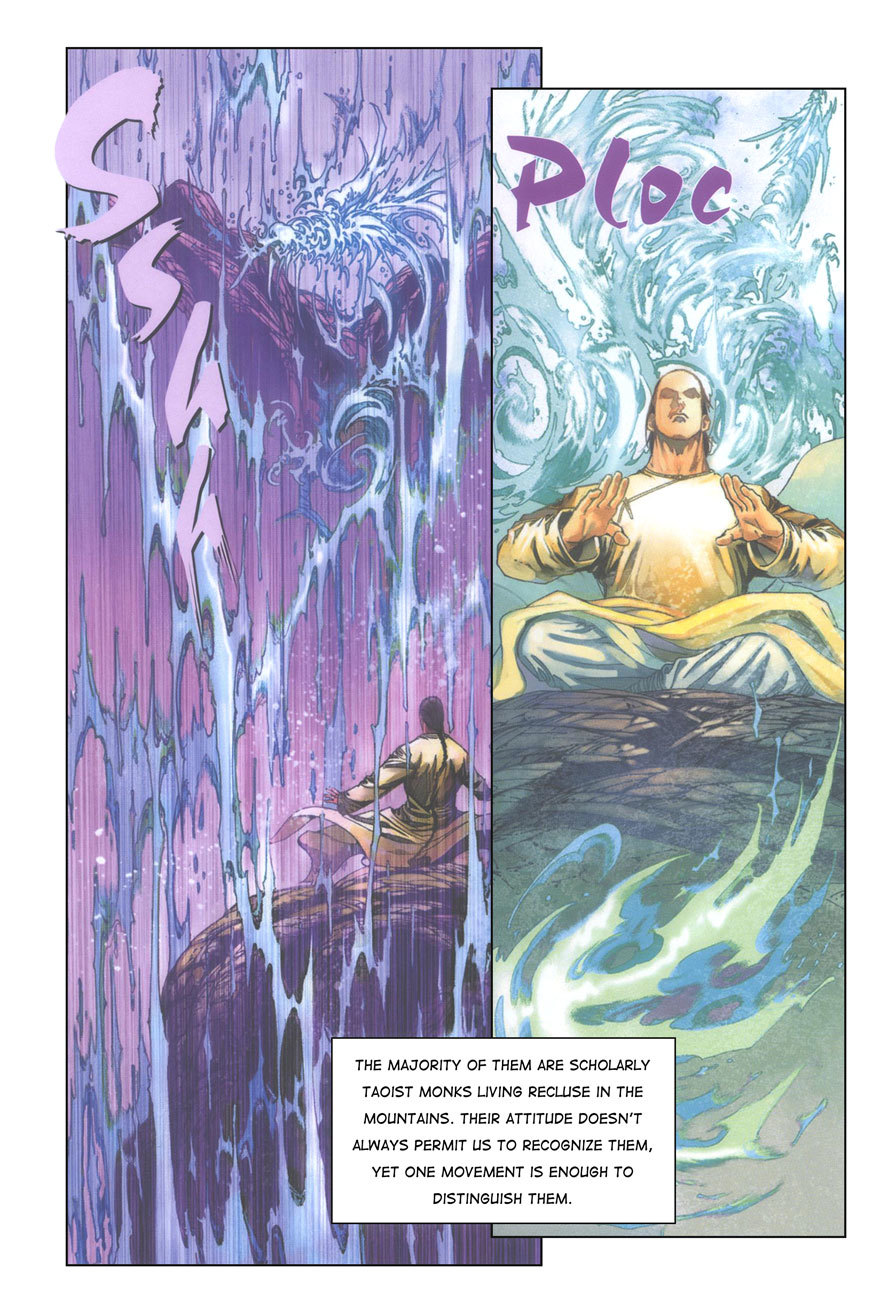 Sshh
Ploc
THE MAJORITY OF THEM ARE SCHOLARLY
TAOIST MONKS LIVING RECLUSE IN THE
MOUNTAINS. THEIR ATTITUDE DOESN'T
ALWAYS PERMIT US TO RECOGNIZE THEM,
YET ONE MOVEMENT IS ENOUGH TO
DISTINGUISH THEM.